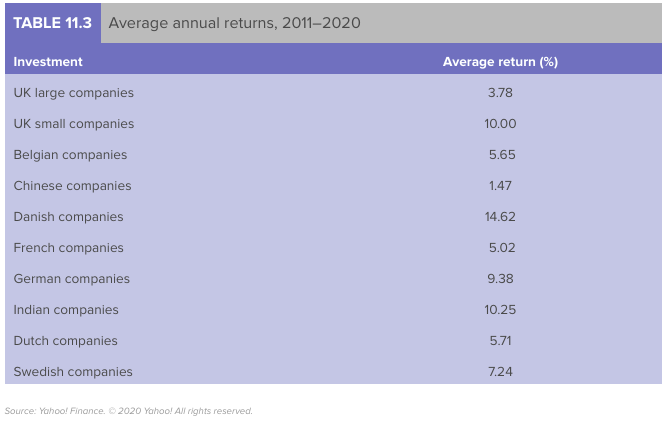 TABLE 11.3 Average annual returns, 2011–2020
Investment Average return (%)
UK large companies 3.78
UK small companies 10.00
Belgian companies 5.65
Chinese companies 1.47
Danish companies 14.62
French companies 5.02
German companies 9.38
Indian companies 10.25
Dutch companies 5.71
Swedish companies 7.24
Source: Yahoo! Finance. © 2020 Yahoo! All rights reserved.